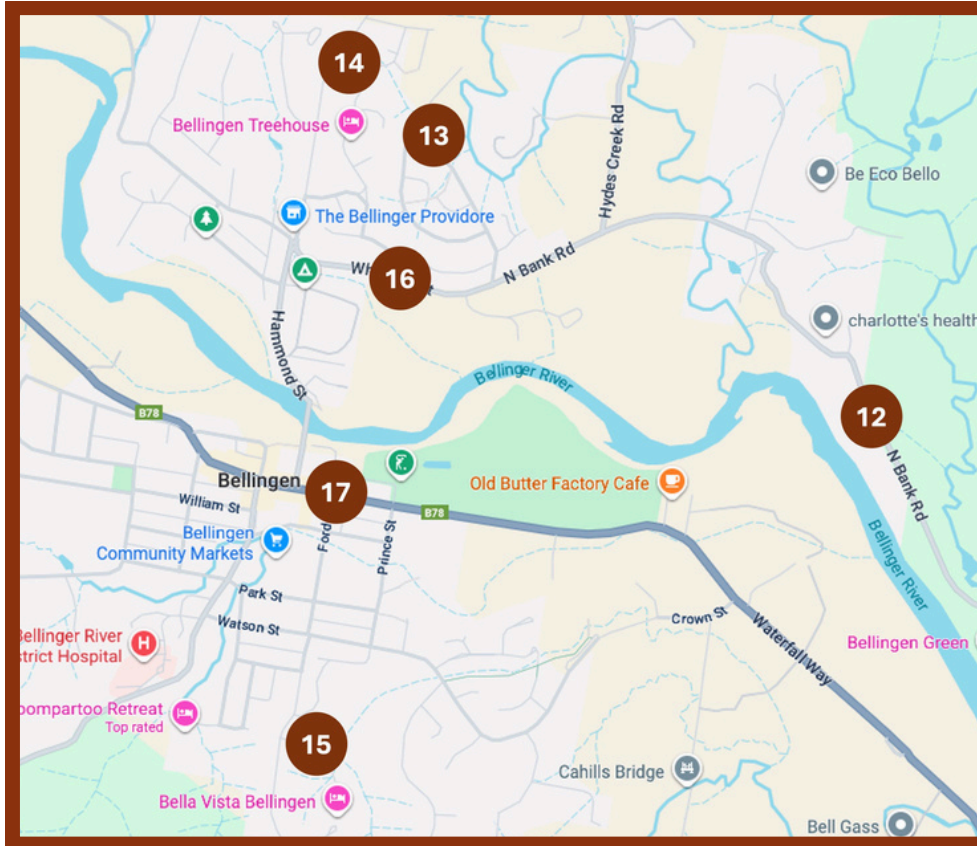 14
Bellingen Treehouse
13
Be Eco Bello
Hydes Creek Rd
The Bellinger Providore
N Bank Rd
16
charlotte's health
Hammond St
Bellinger River
B78
12
N Bank Rd
Bellingen
17
Old Butter Factory Cafe
William St
B78
Ford
Prince St
Bellingen
Community Markets
Bellinger River
Park St
Watson St
Crown St
Waterfall Way
Bellinger River
strict Hospital
Bellingen Green
oompartoo Retreat
Top rated
15
Cahills Bridge
Bella Vista Bellingen
Bell Gass